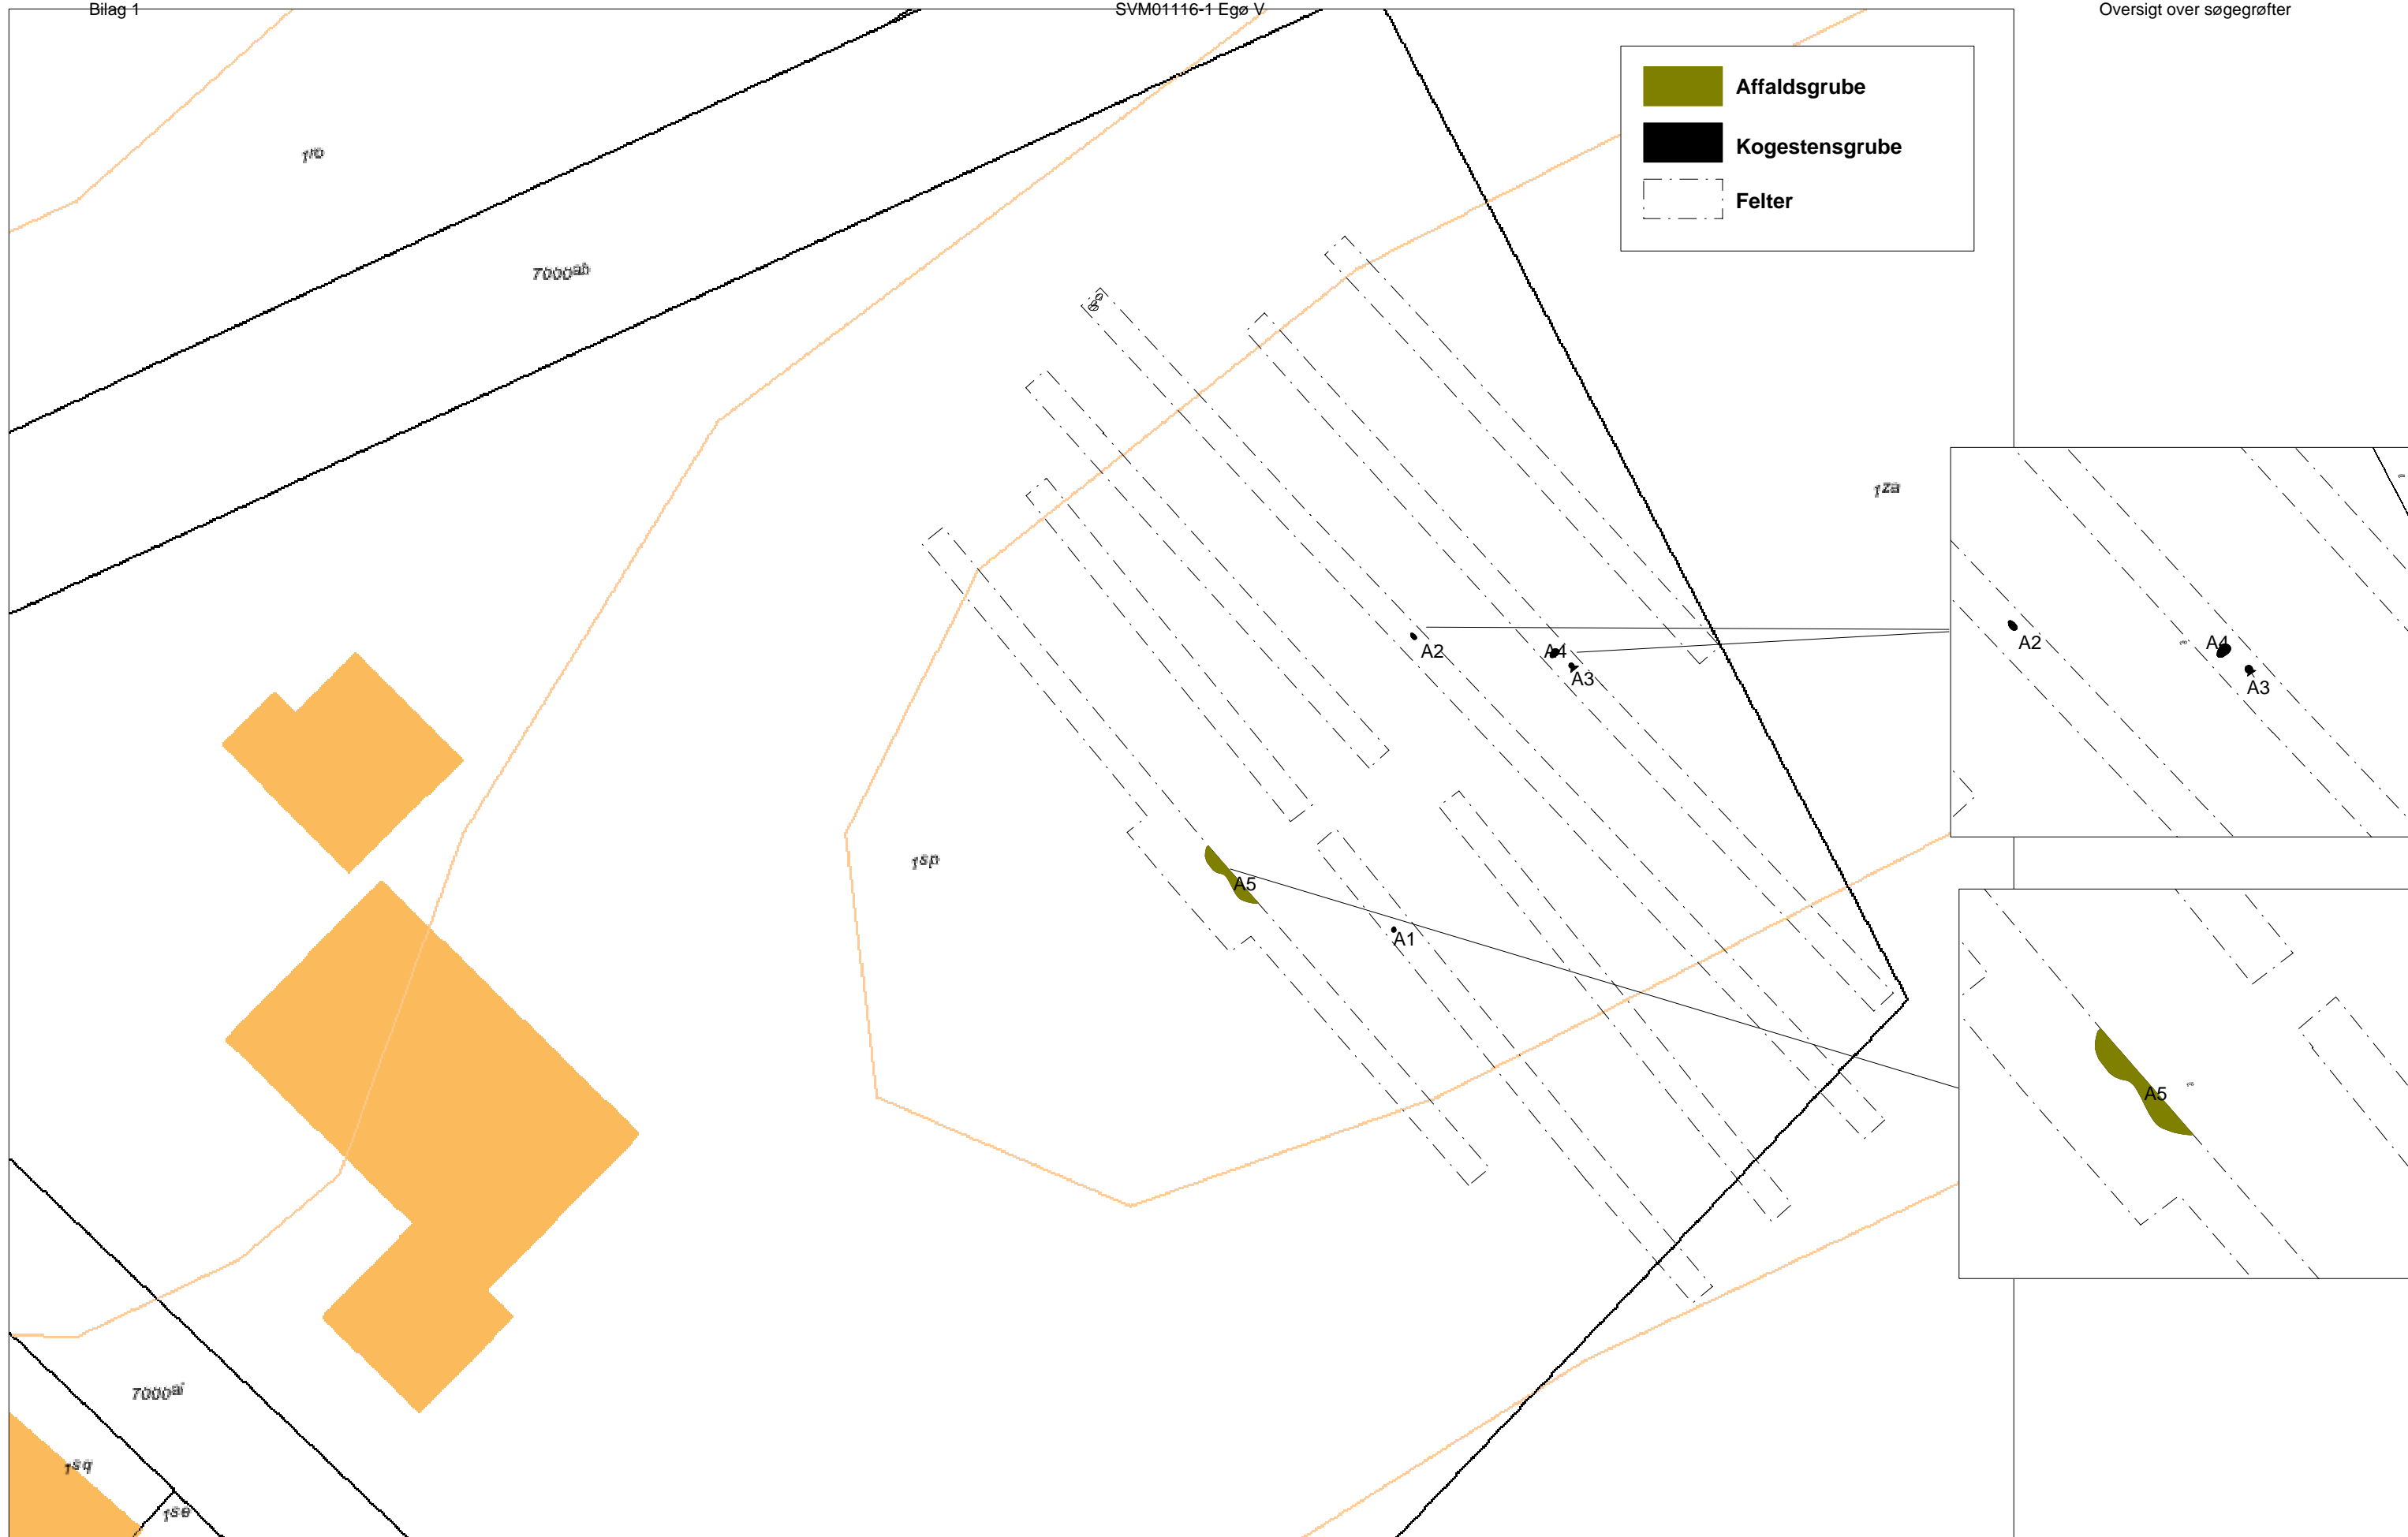 Bilag 1
SVM01116-1 Egø V
Oversigt over søgegrøfter
Affaldsgrube
Kogestensgrube
Felter
7000ab
1za
A2
A4
A3
A2
A4
A3
1sp
A5
A1
A5
7000ai
1sq
1se